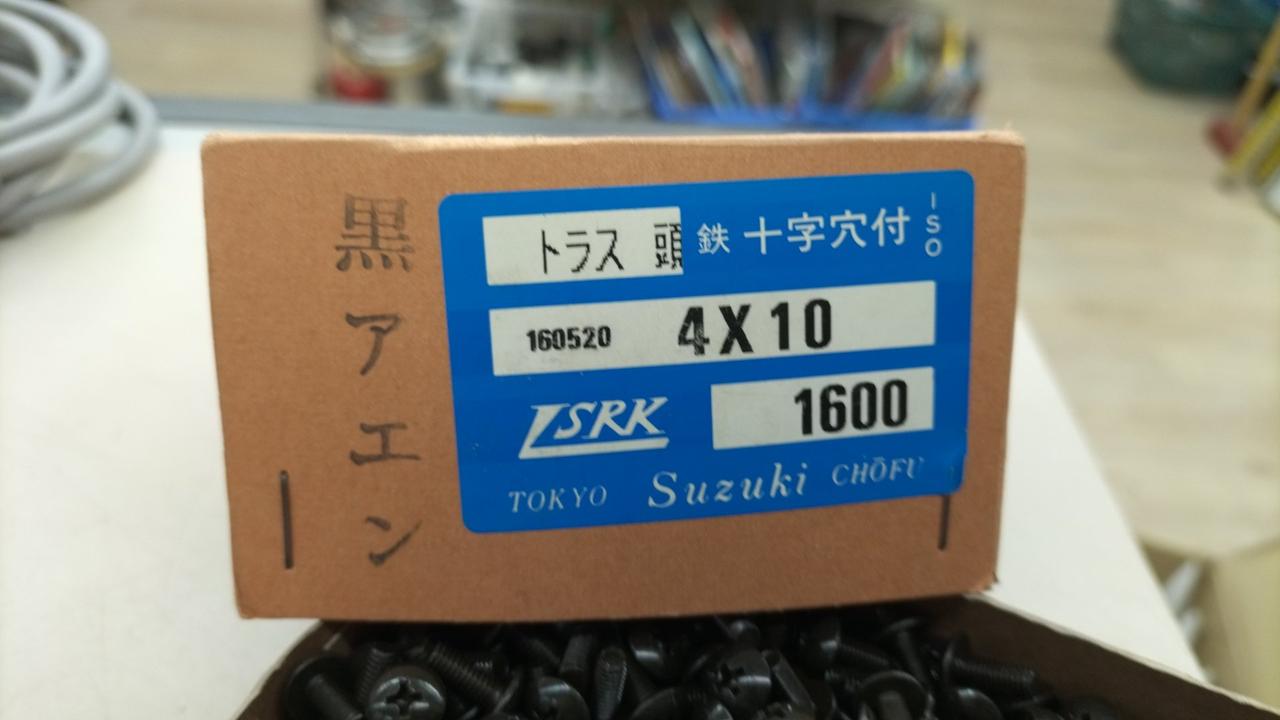 黒アエン
トラス 頭 鉄 十字穴付 ISO
160520 4X10
SRK 1600
TOKYO Suzuki CHŌFU